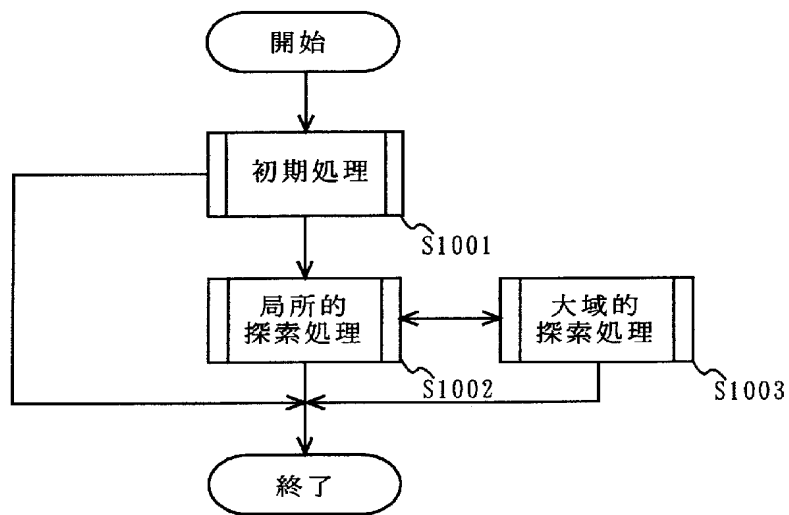 開始
初期処理
S1001
局所的
探索処理
S1002
大域的
探索処理
S1003
終了